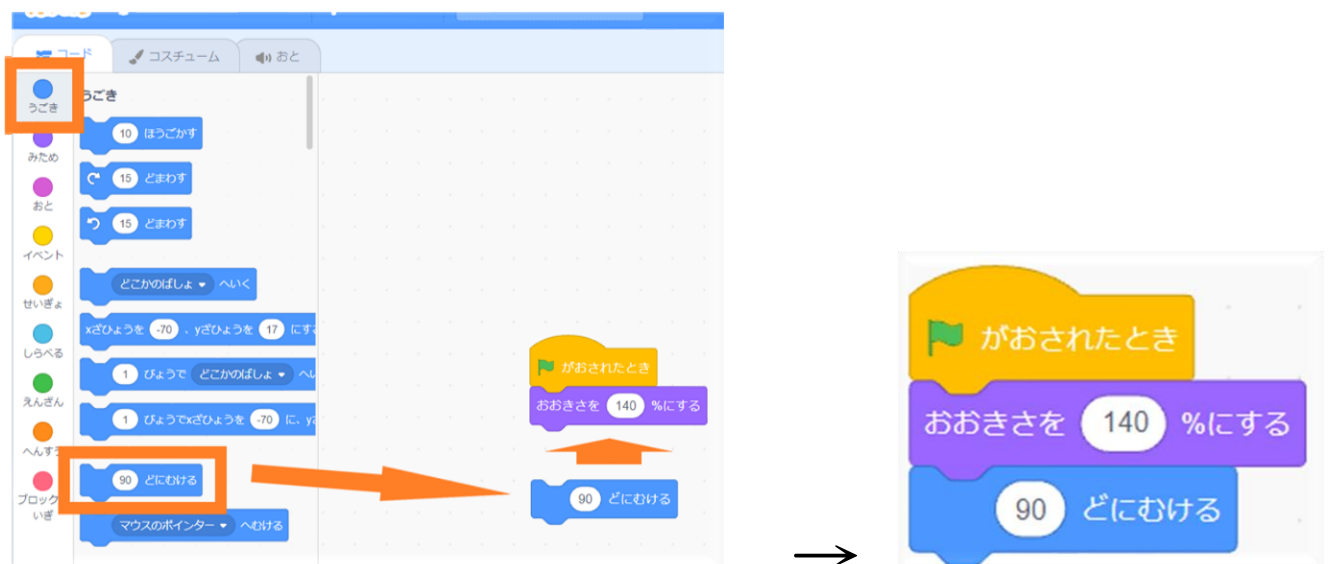 コード
コスチューム
おと
うごき
みため
おと
イベント
せいぎょ
しらべる
えんざん
へんすう
ブロック
いぎ
うごき
10 ほうごかす
15 どまわす
15 どまわす
どこかのばしょ へいく
xざひょうを -70 、yざひょうを 17 にす
1 びょうで どこかのばしょ へ
1 びょうでxざひょうを -70 に、y
90 どにむける
マウスのポインター へむける
がおされたとき
おおきさを 140 %にする
90 どにむける
がおされたとき
おおきさを 140 %にする
90 どにむける